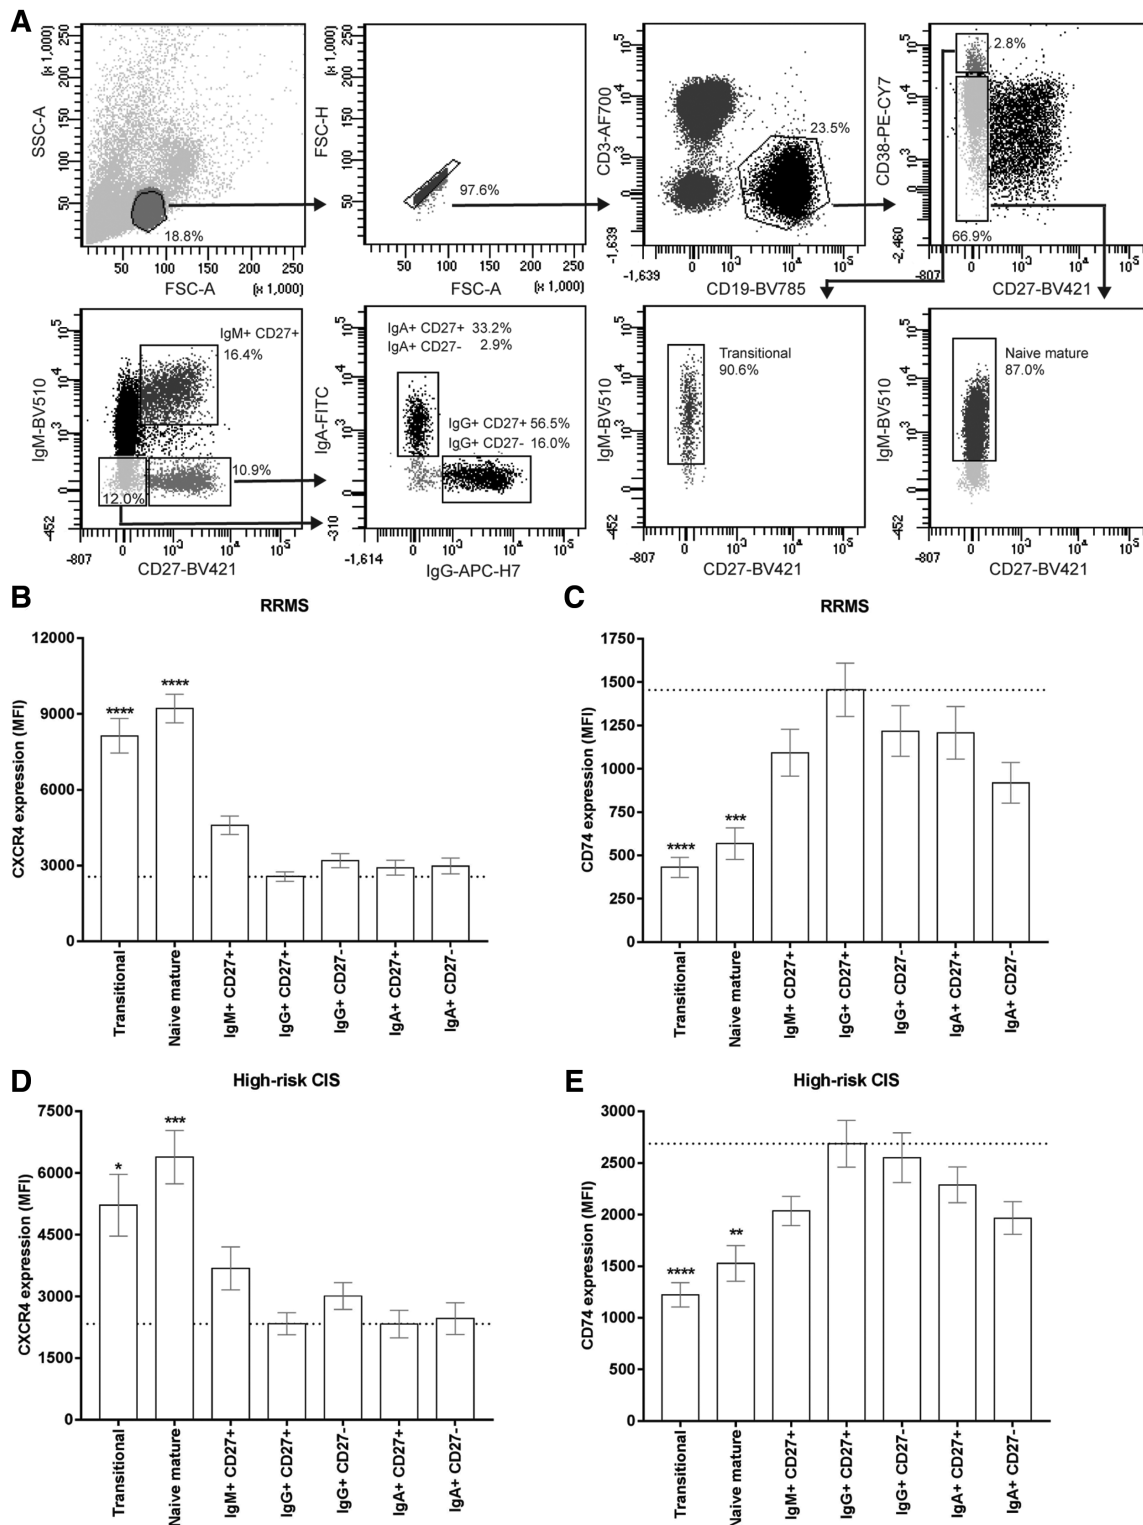 A
SSC-A
(x 1,000)
250
200
150
100
50
18.8%
50 100 150 200 250
FSC-A (x 1,000)
FSC-H
(x 1,000)
250
200
150
100
50
97.6%
50 100 150 200 250
FSC-A (x 1,000)
CD3-AF700
10^5
10^4
10^3
0
-1,639
23.5%
-1,639 0 10^3 10^4 10^5
CD19-BV785
CD38-PE-CY7
10^5
10^4
10^3
0
-2,460
2.8%
66.9%
-807 0 10^3 10^4 10^5
CD27-BV421
IgM-BV510
10^5
10^4
10^3
0
-452
IgM+ CD27+
16.4%
10.9%
12.0%
-807 0 10^3 10^4 10^5
CD27-BV421
IgA-FITC
10^5
10^4
10^3
0
-310
IgA+ CD27+ 33.2%
IgA+ CD27- 2.9%
IgG+ CD27+ 56.5%
IgG+ CD27- 16.0%
-1,614 0 10^3 10^4 10^5
IgG-APC-H7
IgM-BV510
10^5
10^4
10^3
0
-452
Transitional
90.6%
-807 0 10^3 10^4 10^5
CD27-BV421
IgM-BV510
10^5
10^4
10^3
0
-452
Naive mature
87.0%
-807 0 10^3 10^4 10^5
CD27-BV421
B
RRMS
CXCR4 expression (MFI)
12000
9000
6000
3000
0
****
****
Transitional
Naive mature
IgM+ CD27+
IgG+ CD27+
IgG+ CD27-
IgA+ CD27+
IgA+ CD27-
C
RRMS
CD74 expression (MFI)
1750
1500
1250
1000
750
500
250
0
****
***
Transitional
Naive mature
IgM+ CD27+
IgG+ CD27+
IgG+ CD27-
IgA+ CD27+
IgA+ CD27-
D
High-risk CIS
CXCR4 expression (MFI)
7500
6000
4500
3000
1500
0
*
***
Transitional
Naive mature
IgM+ CD27+
IgG+ CD27+
IgG+ CD27-
IgA+ CD27+
IgA+ CD27-
E
High-risk CIS
CD74 expression (MFI)
3000
2500
2000
1500
1000
500
0
****
**
Transitional
Naive mature
IgM+ CD27+
IgG+ CD27+
IgG+ CD27-
IgA+ CD27+
IgA+ CD27-